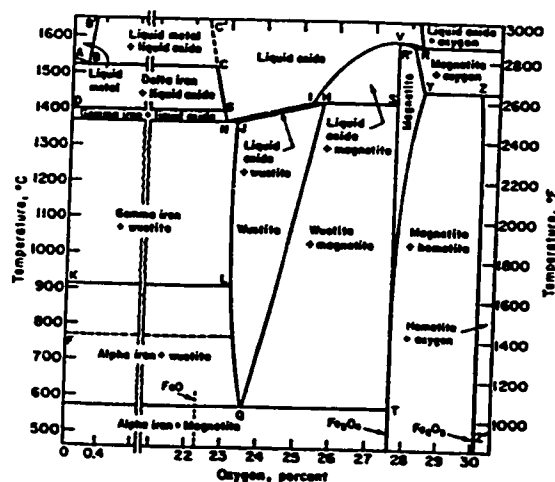 1600
1500
1400
1300
1200
1100
1000
900
800
700
600
500
Temperature, °C
3000
2800
2600
2400
2200
2000
1800
1600
1400
1200
1000
Temperature, °F
0
0.4
22
23
24
25
26
27
28
29
30
Oxygen, percent
Liquid metal
+ liquid oxide
Liquid oxide
Liquid oxide
+ oxygen
Liquid
metal
Delta iron
+ liquid oxide
Magnetite
+ oxygen
Gamma iron + liquid oxide
Liquid
oxide
+ wustite
Liquid
oxide
+ magnetite
Magnetite
Gamma iron
+ wustite
Wustite
Wustite
+ magnetite
Magnetite
+ hematite
Hematite
+ oxygen
Alpha iron + wustite
FeO
Alpha iron + Magnetite
Fe₃O₄
A
B
C
C'
H
J
I
V
Y
Z
K
L
F
Q
T